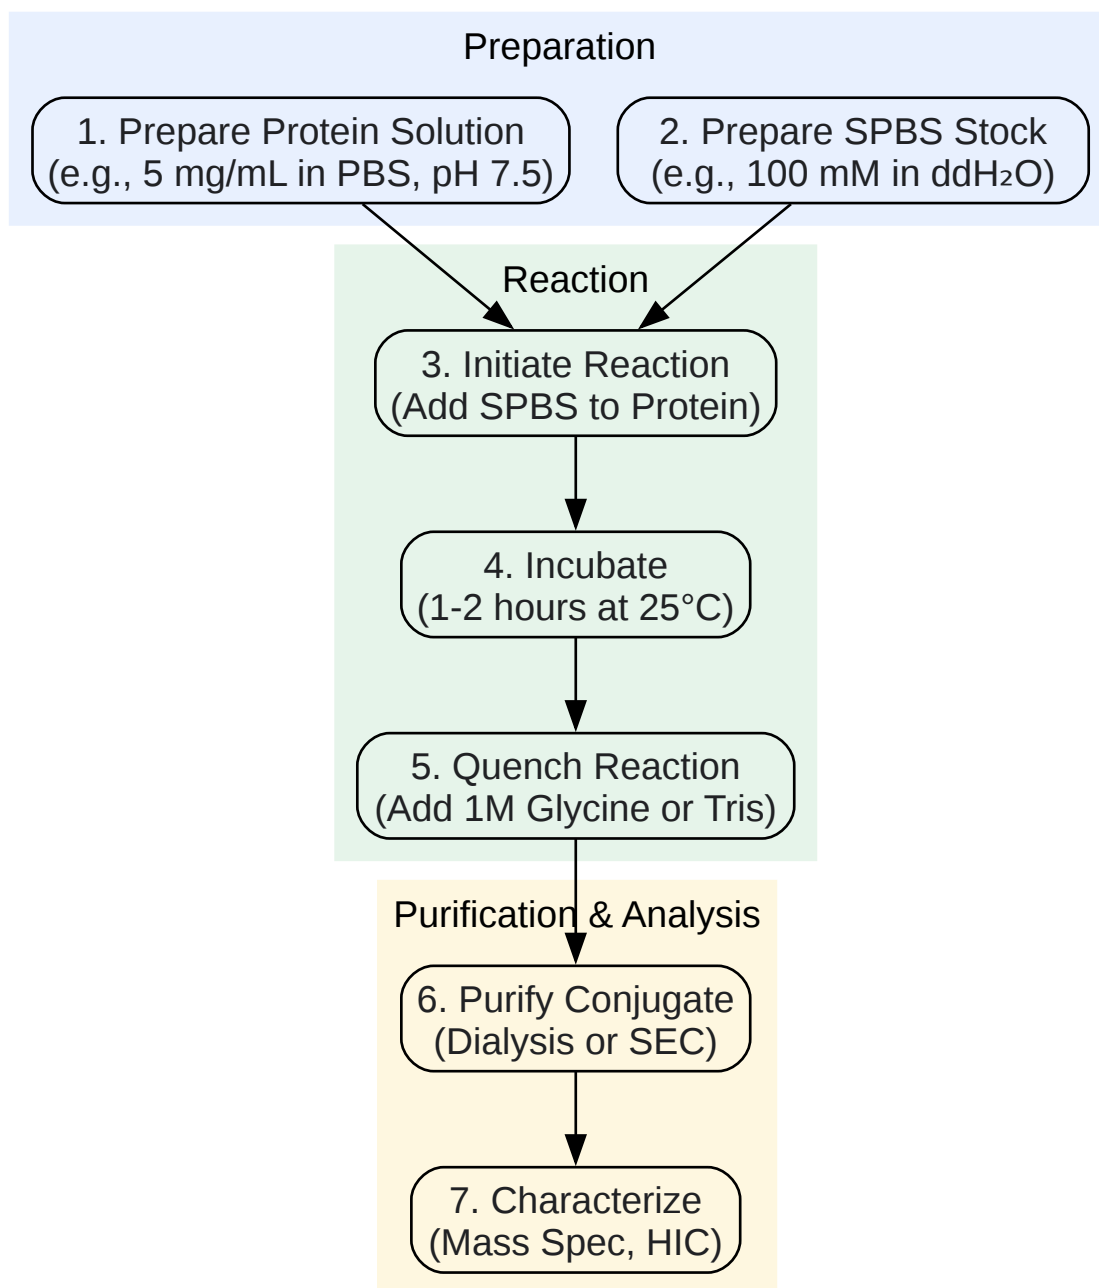 Preparation
1. Prepare Protein Solution
(e.g., 5 mg/mL in PBS, pH 7.5)
2. Prepare SPBS Stock
(e.g., 100 mM in ddH₂O)
Reaction
3. Initiate Reaction
(Add SPBS to Protein)
4. Incubate
(1-2 hours at 25°C)
5. Quench Reaction
(Add 1M Glycine or Tris)
Purification & Analysis
6. Purify Conjugate
(Dialysis or SEC)
7. Characterize
(Mass Spec, HIC)